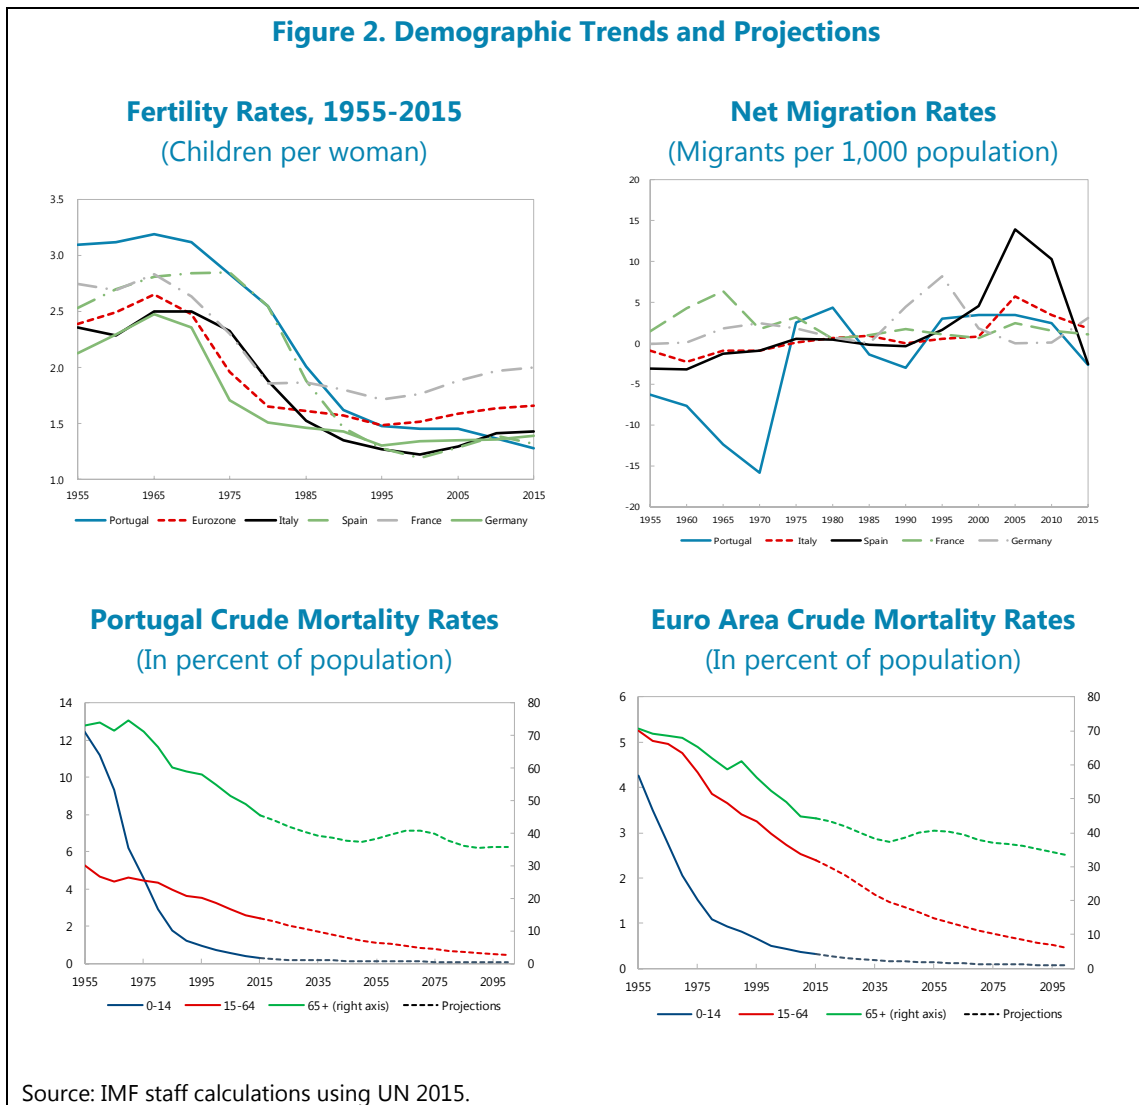 Figure 2. Demographic Trends and Projections
Fertility Rates, 1955-2015
(Children per woman)
3.5
3.0
2.5
2.0
1.5
1.0
1955 1965 1975 1985 1995 2005 2015
Portugal Eurozone Italy Spain France Germany
Net Migration Rates
(Migrants per 1,000 population)
20
15
10
5
0
-5
-10
-15
-20
1955 1960 1965 1970 1975 1980 1985 1990 1995 2000 2005 2010 2015
Portugal Italy Spain France Germany
Portugal Crude Mortality Rates
(In percent of population)
14 80
12 70
10 60
8 50
6 40
4 30
2 20
0 10
0
1955 1975 1995 2015 2035 2055 2075 2095
0-14 15-64 65+ (right axis) Projections
Euro Area Crude Mortality Rates
(In percent of population)
6 80
5 70
4 60
3 50
2 40
1 30
0 20
10
0
1955 1975 1995 2015 2035 2055 2075 2095
0-14 15-64 65+ (right axis) Projections
Source: IMF staff calculations using UN 2015.